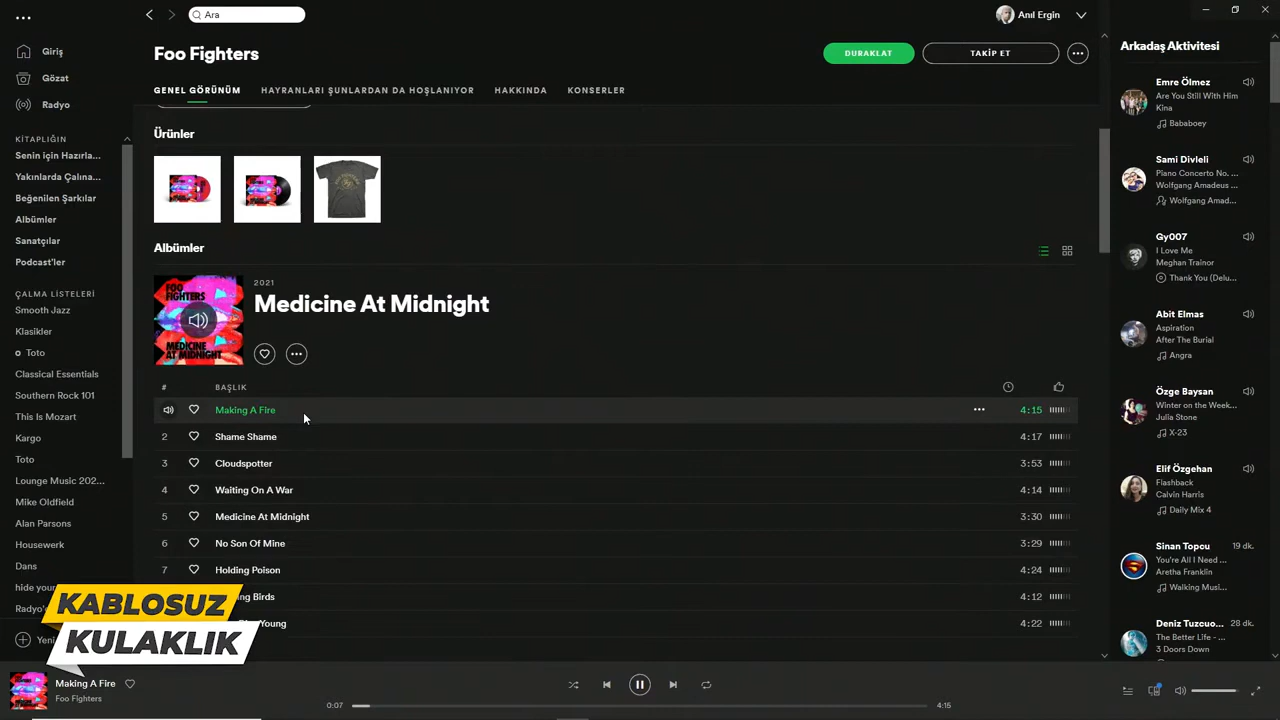 Ara
Anıl Ergin
Giriş
Gözat
Radyo
KİTAPLIĞIN
Senin için Hazırla...
Yakınlarda Çalına...
Beğenilen Şarkılar
Albümler
Sanatçılar
Podcast'ler
ÇALMA LİSTELERİ
Smooth Jazz
Klasikler
Toto
Classical Essentials
Southern Rock 101
This Is Mozart
Kargo
Toto
Lounge Music 202...
Mike Oldfield
Alan Parsons
Housewerk
Dans
hide your
Radyo'
Yeni
Foo Fighters
DURAKLAT
TAKİP ET
GENEL GÖRÜNÜM
HAYRANLARI ŞUNLARDAN DA HOŞLANIYOR
HAKKINDA
KONSERLER
Ürünler
Albümler
FOO
FIGHTERS
MEDICINE AT
MIDNIGHT
2021
Medicine At Midnight
# BAŞLIK
Making A Fire 4:15
2 Shame Shame 4:17
3 Cloudspotter 3:53
4 Waiting On A War 4:14
5 Medicine At Midnight 3:30
6 No Son Of Mine 3:29
7 Holding Poison 4:24
Birds 4:12
Young 4:22
Arkadaş Aktivitesi
Emre Ölmez
Are You Still With Him
Kina
Bababoey
Sami Divleli
Piano Concerto No. ...
Wolfgang Amadeus ...
Wolfgang Amad...
Gy007
I Love Me
Meghan Trainor
Thank You (Delu...
Abit Elmas
Aspiration
After The Burial
Angra
Özge Baysan
Winter on the Week...
Julia Stone
X-23
Elif Özgehan
Flashback
Calvin Harris
Daily Mix 4
Sinan Topcu 19 dk.
You're All I Need ...
Aretha Franklin
Walking Musi...
Deniz Tuzcuo... 28 dk.
The Better Life - ...
3 Doors Down
KABLOSUZ
KULAKLIK
Making A Fire
Foo Fighters
0:07
4:15